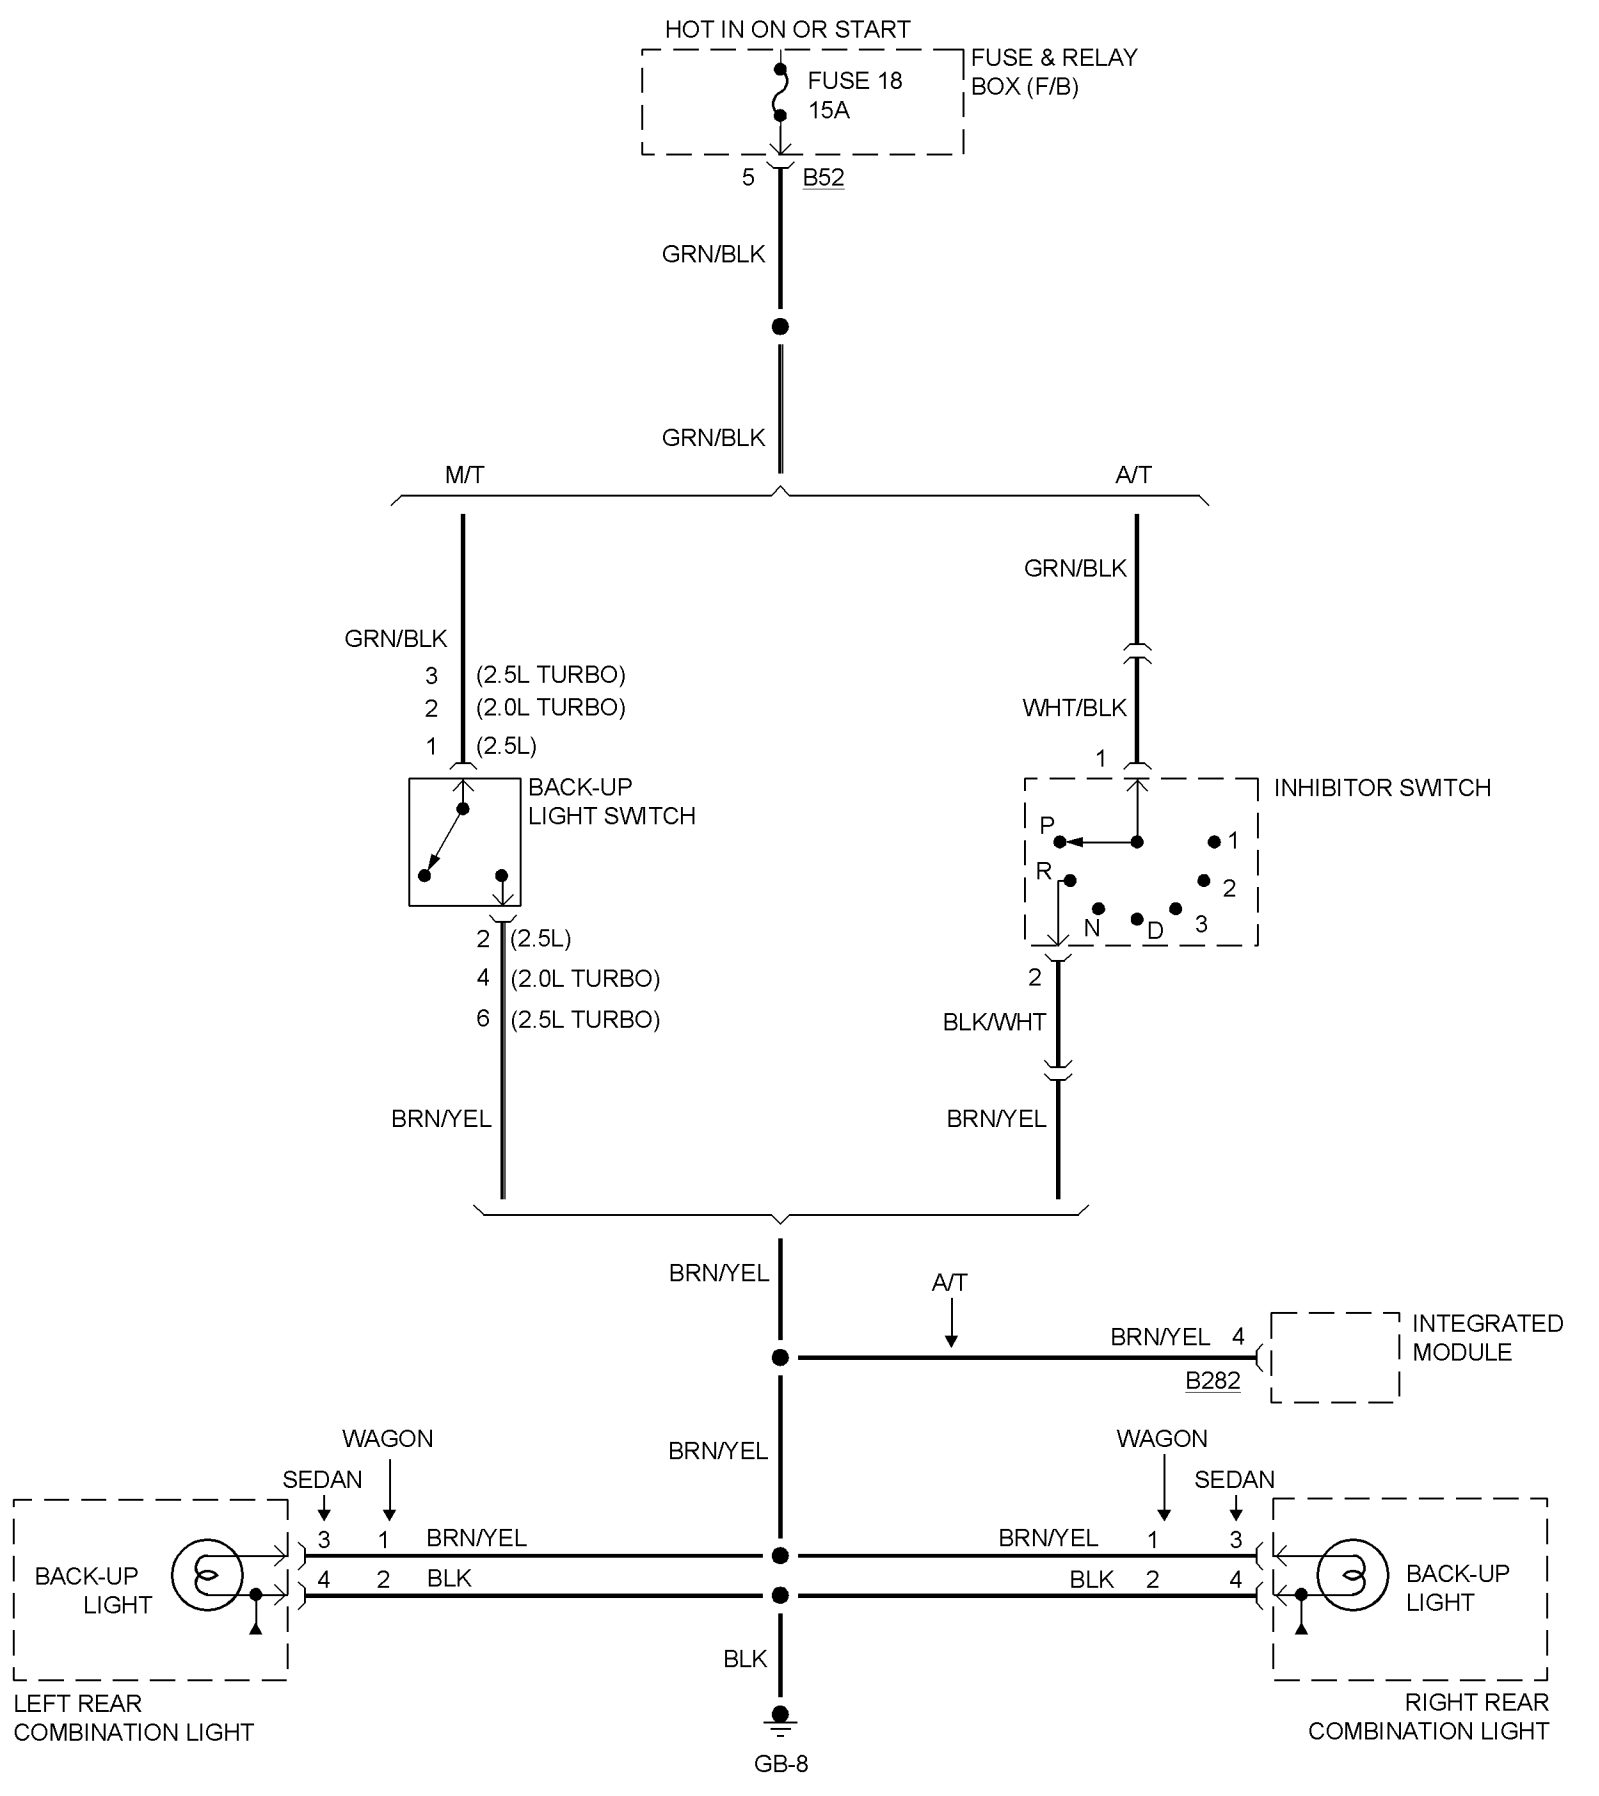 HOT IN ON OR START
FUSE & RELAY
BOX (F/B)
FUSE 18
15A
5 B52
GRN/BLK
GRN/BLK
M/T A/T
GRN/BLK
GRN/BLK
3 (2.5L TURBO)
2 (2.0L TURBO)
WHT/BLK
1 (2.5L)
1
BACK-UP
LIGHT SWITCH
INHIBITOR SWITCH
P
1
R
2
N
D
3
2 (2.5L)
4 (2.0L TURBO)
6 (2.5L TURBO)
2
BLK/WHT
BRN/YEL
BRN/YEL
BRN/YEL
A/T
BRN/YEL 4
INTEGRATED
MODULE
B282
BRN/YEL
WAGON
SEDAN
WAGON
SEDAN
3 1 BRN/YEL
BRN/YEL 1 3
4 2 BLK
BLK 2 4
BACK-UP
LIGHT
BACK-UP
LIGHT
BLK
LEFT REAR
COMBINATION LIGHT
RIGHT REAR
COMBINATION LIGHT
GB-8